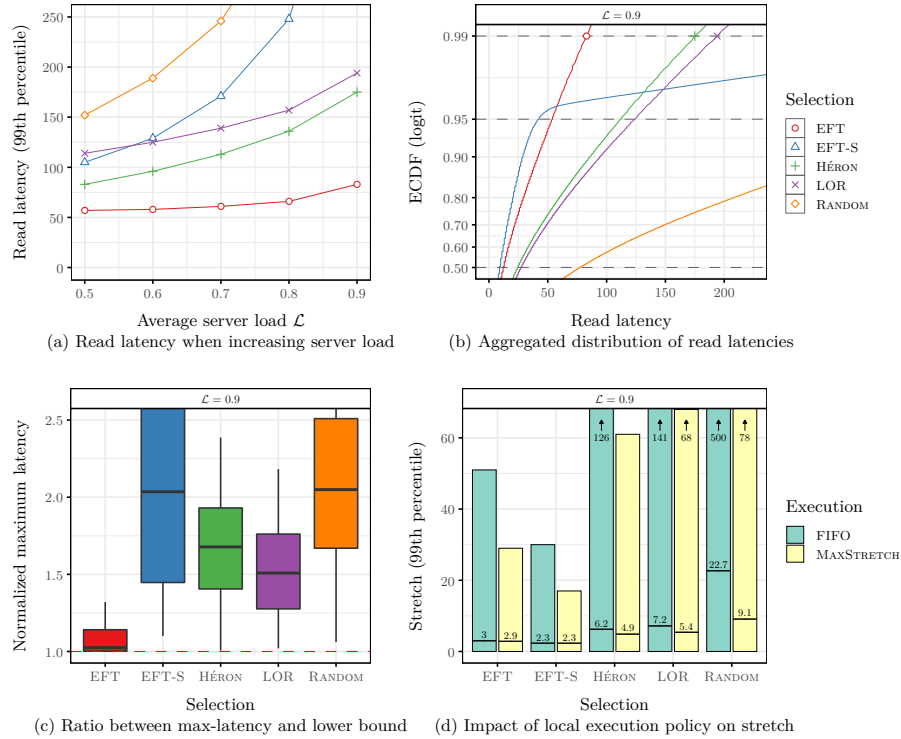 ℒ = 0.9
Read latency (99th percentile)
250
200
150
100
50
0
0.5
0.6
0.7
0.8
0.9
Average server load ℒ
(a) Read latency when increasing server load
ECDF (logit)
0.99
0.95
0.90
0.80
0.70
0.60
0.50
0
50
100
150
200
Read latency
(b) Aggregated distribution of read latencies
Selection
EFT
EFT-S
HÉRON
LOR
RANDOM
ℒ = 0.9
Normalized maximum latency
2.5
2.0
1.5
1.0
EFT
EFT-S
HÉRON
LOR
RANDOM
Selection
(c) Ratio between max-latency and lower bound
ℒ = 0.9
Stretch (99th percentile)
60
40
20
0
126
141
68
500
78
3
2.9
2.3
2.3
6.2
4.9
7.2
5.4
22.7
9.1
EFT
EFT-S
HÉRON
LOR
RANDOM
Selection
(d) Impact of local execution policy on stretch
Execution
FIFO
MAXSTRETCH